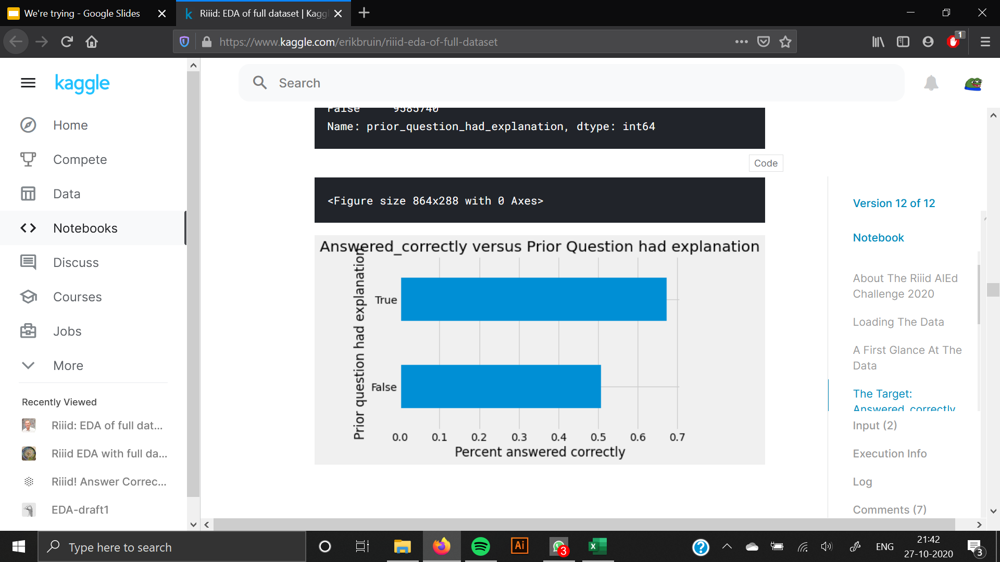 We're trying - Google Slides
Riiid: EDA of full dataset | Kaggl
https://www.kaggle.com/erikbruin/riiid-eda-of-full-dataset
1
kaggle
Search
Home
Compete
Data
Notebooks
Discuss
Courses
Jobs
More
Recently Viewed
Riiid: EDA of full dat...
Riiid EDA with full da...
Riiid! Answer Correc...
EDA-draft1
False 9585740
Name: prior_question_had_explanation, dtype: int64
Code
<Figure size 864x288 with 0 Axes>
Answered_correctly versus Prior Question had explanation
Prior question had explanation
True
False
0.0 0.1 0.2 0.3 0.4 0.5 0.6 0.7
Percent answered correctly
Version 12 of 12
Notebook
About The Riiid AIEd
Challenge 2020
Loading The Data
A First Glance At The
Data
The Target:
Answered_correctly
Input (2)
Execution Info
Log
Comments (7)
Type here to search
Ai
3
ENG
21:42
27-10-2020
3